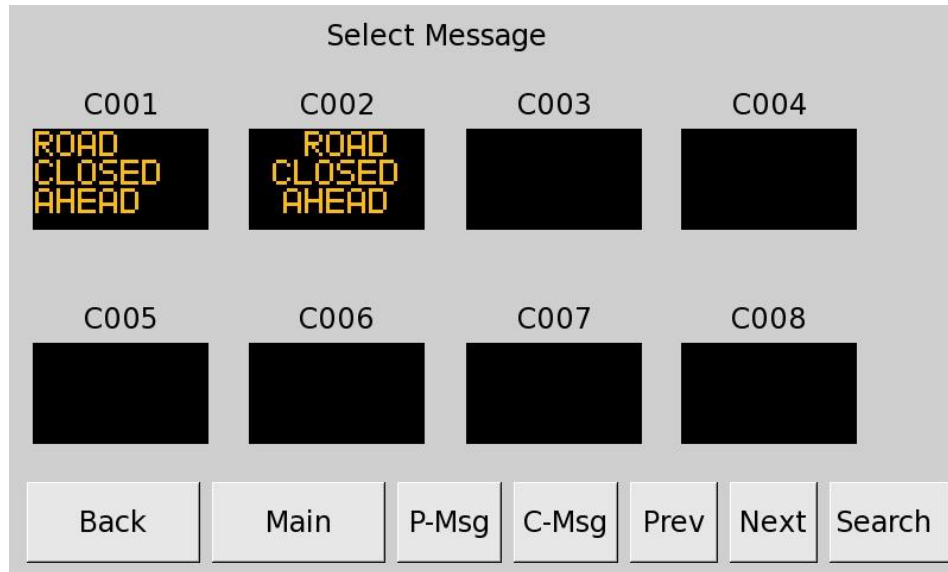 Select Message
C001 C002 C003 C004
ROAD
CLOSED
AHEAD
ROAD
CLOSED
AHEAD
C005 C006 C007 C008
Back Main P-Msg C-Msg Prev Next Search